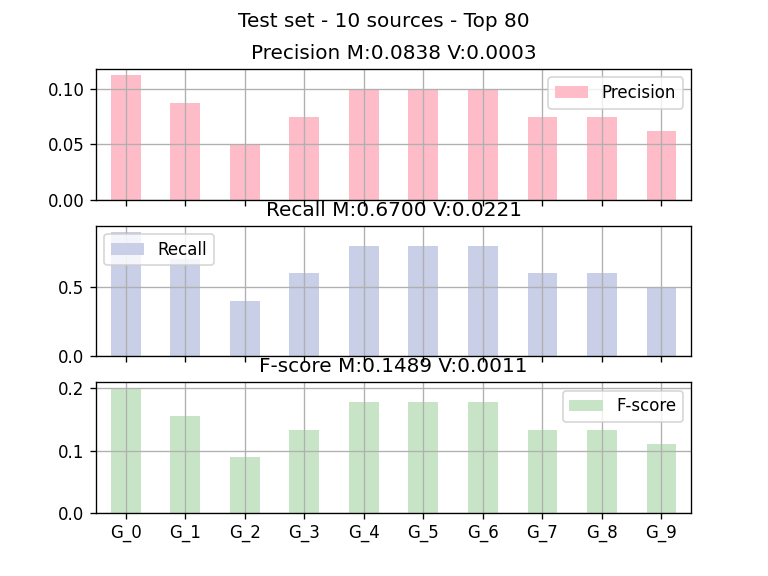 Test set - 10 sources - Top 80
Precision M:0.0838 V:0.0003
0.10
0.05
0.00
Precision
Recall M:0.6700 V:0.0221
0.5
0.0
Recall
F-score M:0.1489 V:0.0011
0.2
0.1
0.0
F-score
G_0 G_1 G_2 G_3 G_4 G_5 G_6 G_7 G_8 G_9